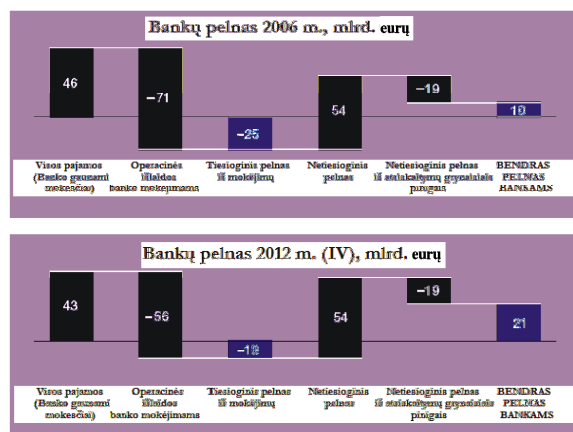 Bankų pelnas 2006 m., mlrd. eurų
46
−71
−25
54
−19
10
Visos pajamos Operacinės Tiesioginis pelnas Netiesioginis Netiesioginis pelnas BENDRAS
(Banko gaunami išlaidos iš mokėjimų pelnas iš atsiskaitymų grynaisiais PELNAS
mokesčiai) banko mokėjimams pinigais BANKAMS
Bankų pelnas 2012 m. (IV), mlrd. eurų
43
−56
54
−19
21
Visos pajamos Operacinės Tiesioginis pelnas Netiesioginis Netiesioginis pelnas BENDRAS
(Banko gaunami išlaidos iš mokėjimų pelnas iš atsiskaitymų grynaisiais PELNAS
mokesčiai) banko mokėjimams pinigais BANKAMS